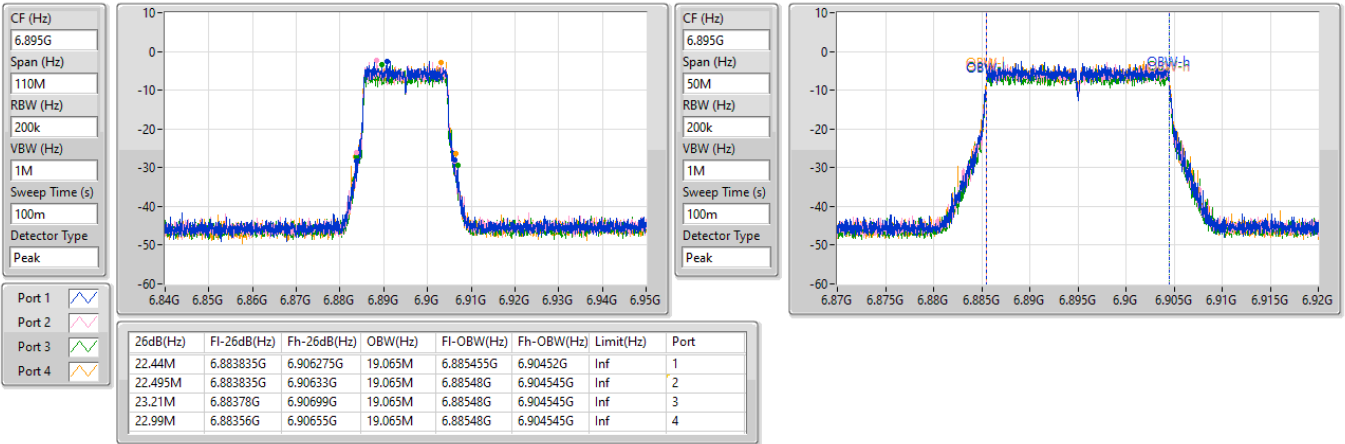 CF (Hz)
6.895G
Span (Hz)
110M
RBW (Hz)
200k
VBW (Hz)
1M
Sweep Time (s)
100m
Detector Type
Peak
10
0
-10
-20
-30
-40
-50
-60
6.84G 6.85G 6.86G 6.87G 6.88G 6.89G 6.9G 6.91G 6.92G 6.93G 6.94G 6.95G
CF (Hz)
6.895G
Span (Hz)
50M
RBW (Hz)
200k
VBW (Hz)
1M
Sweep Time (s)
100m
Detector Type
Peak
10
0
-10
-20
-30
-40
-50
-60
OBW-h
6.87G 6.875G 6.88G 6.885G 6.89G 6.895G 6.9G 6.905G 6.91G 6.915G 6.92G
Port 1
Port 2
Port 3
Port 4
26dB(Hz) Fl-26dB(Hz) Fh-26dB(Hz) OBW(Hz) Fl-OBW(Hz) Fh-OBW(Hz) Limit(Hz) Port
22.44M 6.883835G 6.906275G 19.065M 6.885455G 6.90452G Inf 1
22.495M 6.883835G 6.90633G 19.065M 6.88548G 6.904545G Inf 2
23.21M 6.88378G 6.90699G 19.065M 6.88548G 6.904545G Inf 3
22.99M 6.88356G 6.90655G 19.065M 6.88548G 6.904545G Inf 4